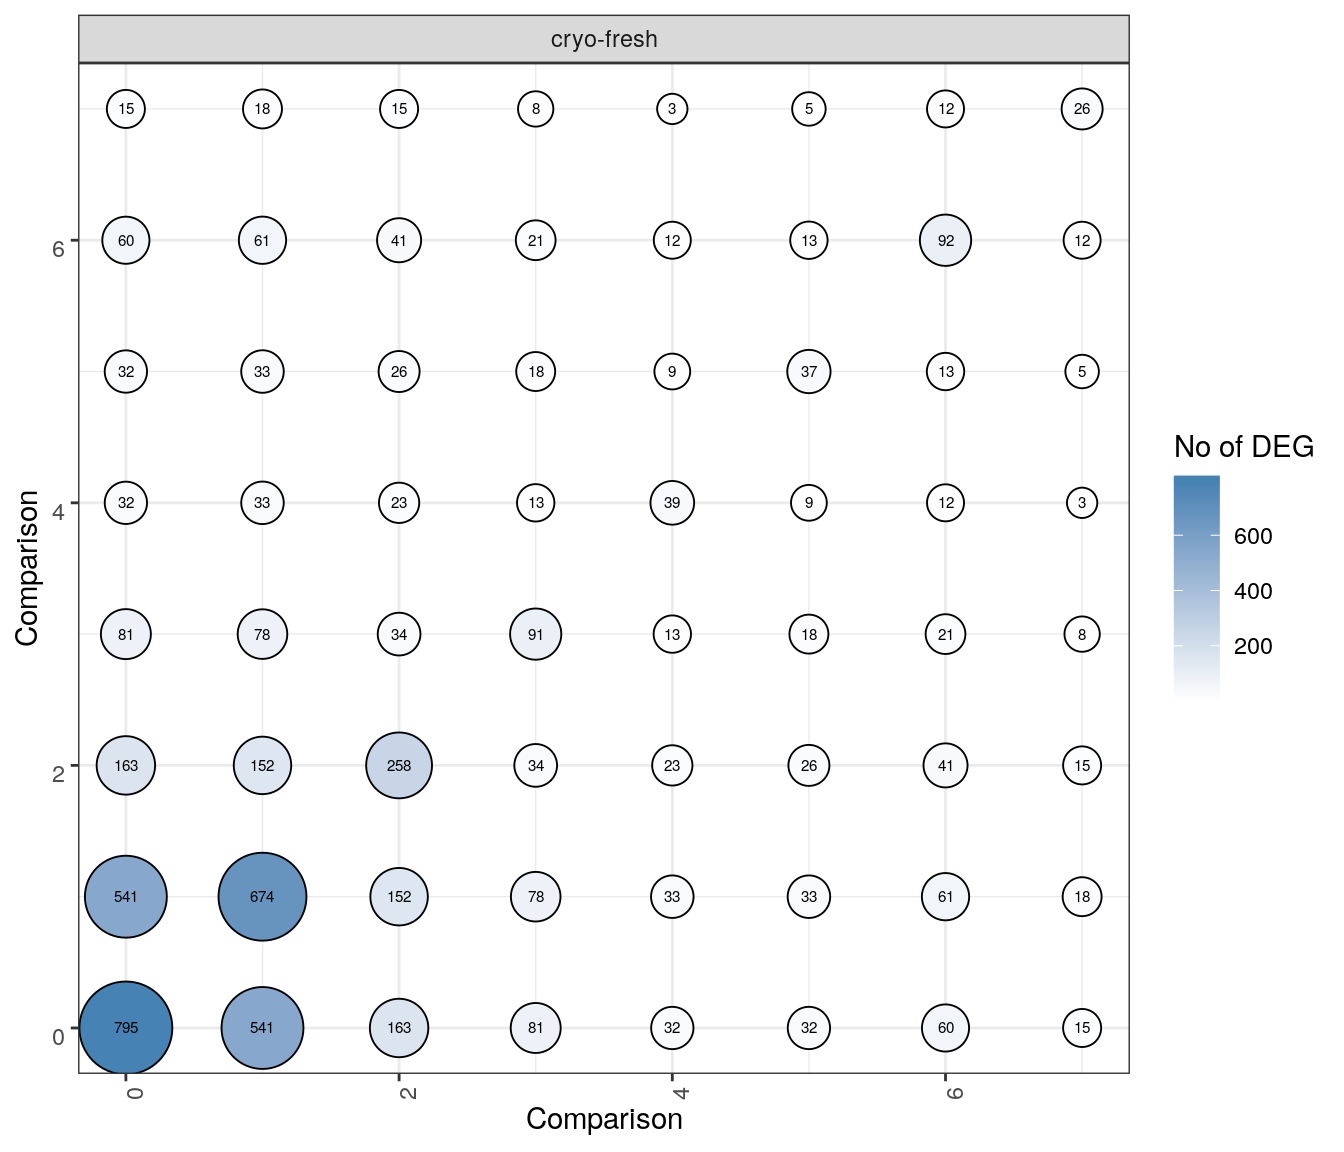 cryo-fresh
15 18 15 8 3 5 12 26
6 60 61 41 21 12 13 92 12
32 33 26 18 9 37 13 5
4 32 33 23 13 39 9 12 3
81 78 34 91 13 18 21 8
2 163 152 258 34 23 26 41 15
541 674 152 78 33 33 61 18
0 795 541 163 81 32 32 60 15
0 2 4 6
Comparison
Comparison
No of DEG
600
400
200